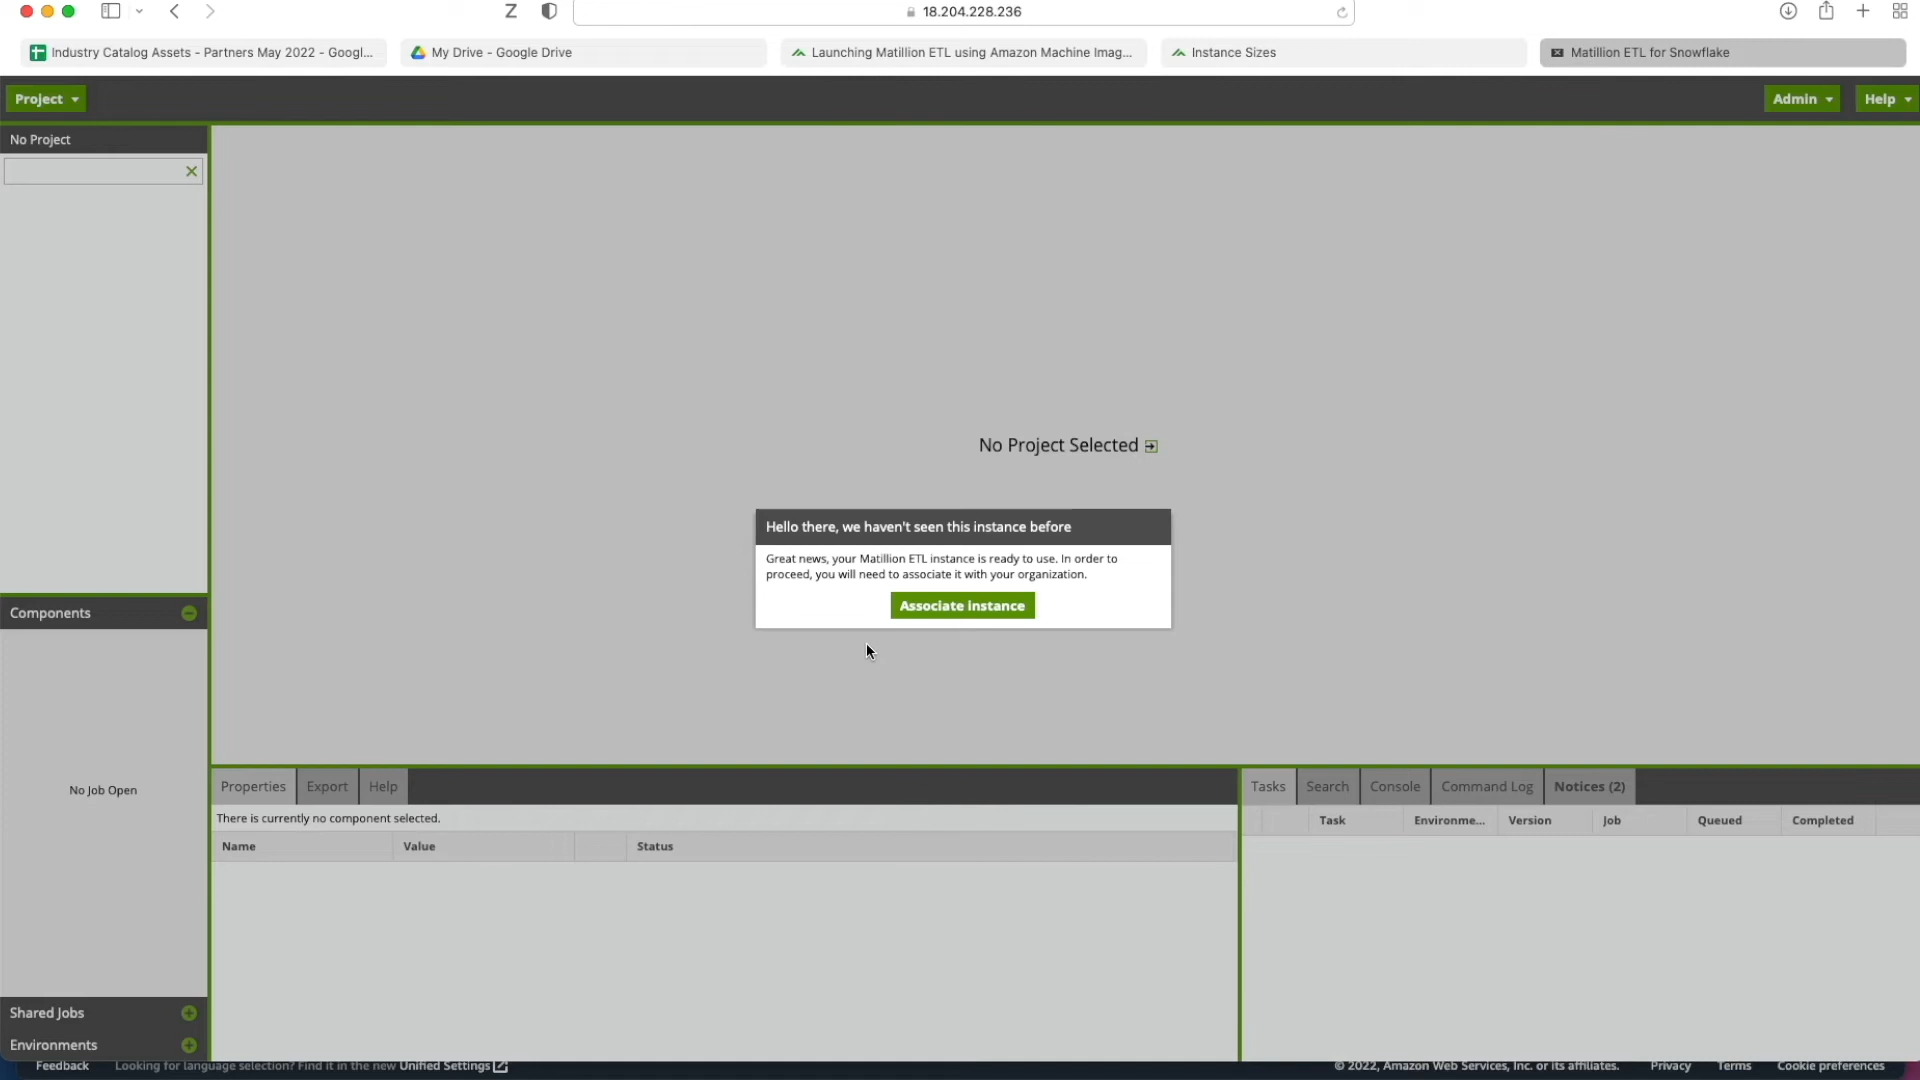 18.204.228.236
Industry Catalog Assets - Partners May 2022 - Googl...
My Drive - Google Drive
Launching Matillion ETL using Amazon Machine Imag...
Instance Sizes
Matillion ETL for Snowflake
Project
Admin
Help
No Project
No Project Selected
Hello there, we haven't seen this instance before
Great news, your Matillion ETL instance is ready to use. In order to
proceed, you will need to associate it with your organization.
Associate instance
Components
No Job Open
Properties
Export
Help
There is currently no component selected.
Name
Value
Status
Tasks
Search
Console
Command Log
Notices (2)
Task
Environme...
Version
Job
Queued
Completed
Shared Jobs
Environments
Feedback
Looking for language selection? Find it in the new Unified Settings
© 2022, Amazon Web Services, Inc. or its affiliates.
Privacy
Terms
Cookie preferences